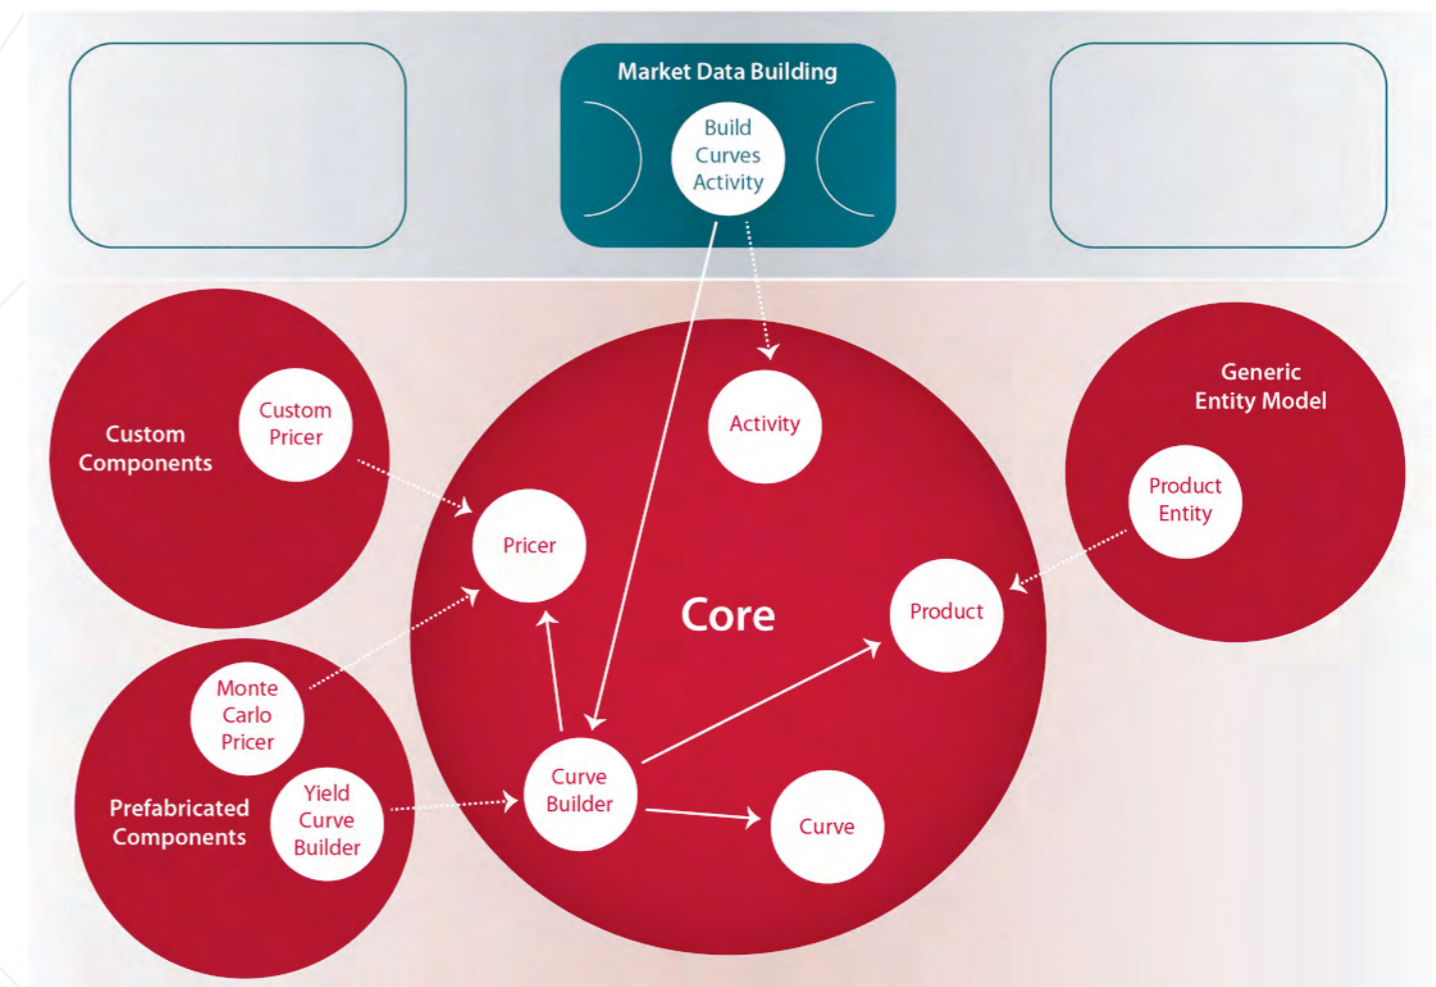 Market Data Building
Build
Curves
Activity
Custom
Components
Custom
Pricer
Generic
Entity Model
Product
Entity
Activity
Pricer
Core
Product
Monte
Carlo
Pricer
Prefabricated
Components
Yield
Curve
Builder
Curve
Builder
Curve